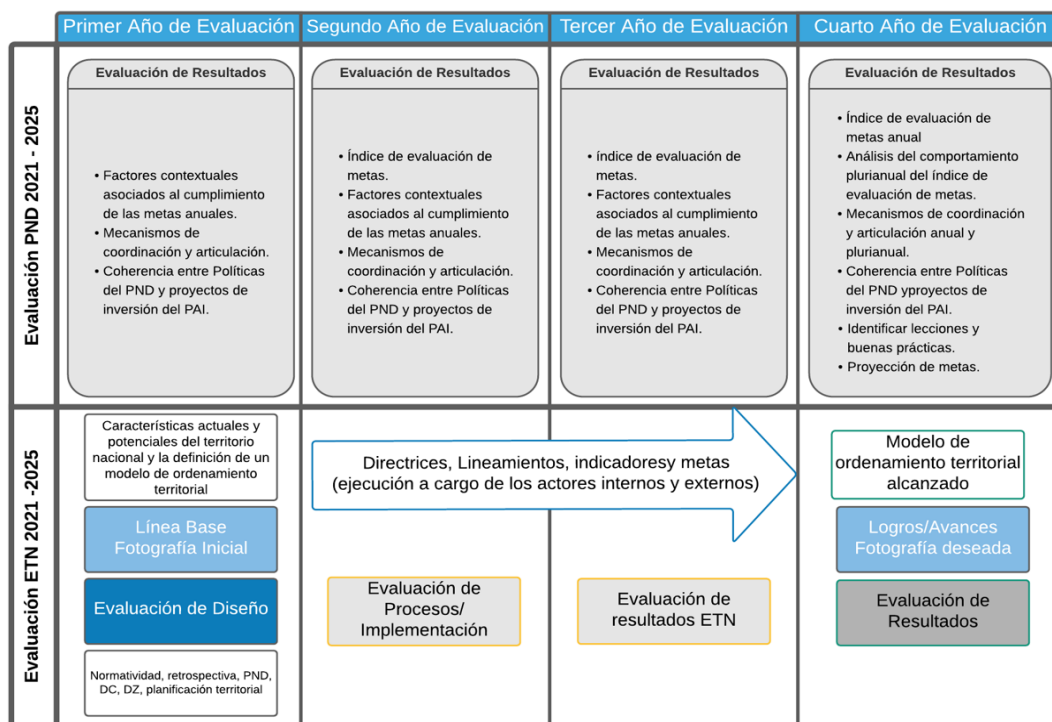 Primer Año de Evaluación
Segundo Año de Evaluación
Tercer Año de Evaluación
Cuarto Año de Evaluación
Evaluación PND 2021 - 2025
Evaluación de Resultados
• Factores contextuales
asociados al cumplimiento
de las metas anuales.
• Mecanismos de
coordinación y articulación.
• Coherencia entre Políticas
del PND y proyectos de
inversión del PAI.
Evaluación de Resultados
• Índice de evaluación de
metas.
• Factores contextuales
asociados al cumplimiento
de las metas anuales.
• Mecanismos de
coordinación y articulación.
• Coherencia entre Políticas
del PND y proyectos de
inversión del PAI.
Evaluación de Resultados
• índice de evaluación de
metas.
• Factores contextuales
asociados al cumplimiento
de las metas anuales.
• Mecanismos de
coordinación y articulación.
• Coherencia entre Políticas
del PND y proyectos de
inversión del PAI.
Evaluación de Resultados
• Índice de evaluación de
metas anual
• Análisis del comportamiento
plurianual del índice de
evaluación de metas.
• Mecanismos de coordinación
y articulación anual y
plurianual.
• Coherencia entre Políticas
del PND yproyectos de
inversión del PAI.
• Identificar lecciones y
buenas prácticas.
• Proyección de metas.
Evaluación ETN 2021 -2025
Características actuales y
potenciales del territorio
nacional y la definición de un
modelo de ordenamiento
territorial
Línea Base
Fotografía Inicial
Evaluación de Diseño
Normatividad, retrospectiva, PND,
DC, DZ, planificación territorial
Directrices, Lineamientos, indicadoresy metas
(ejecución a cargo de los actores internos y externos)
Evaluación de
Procesos/
Implementación
Evaluación de
resultados ETN
Modelo de
ordenamiento territorial
alcanzado
Logros/Avances
Fotografía deseada
Evaluación de
Resultados